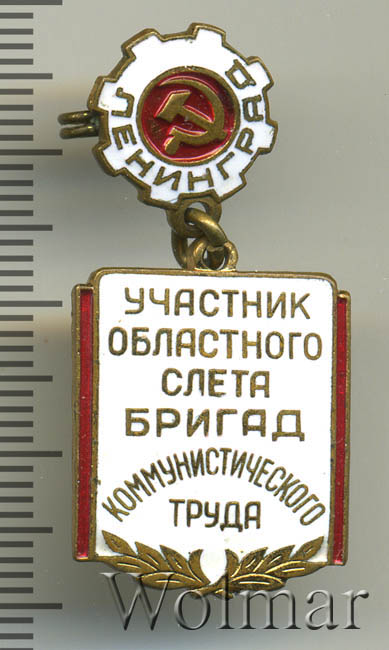 ЛЕНИНГРАД
УЧАСТНИК
ОБЛАСТНОГО
СЛЕТА
БРИГАД
КОММУНИСТИЧЕСКОГО
ТРУДА
Wolmar